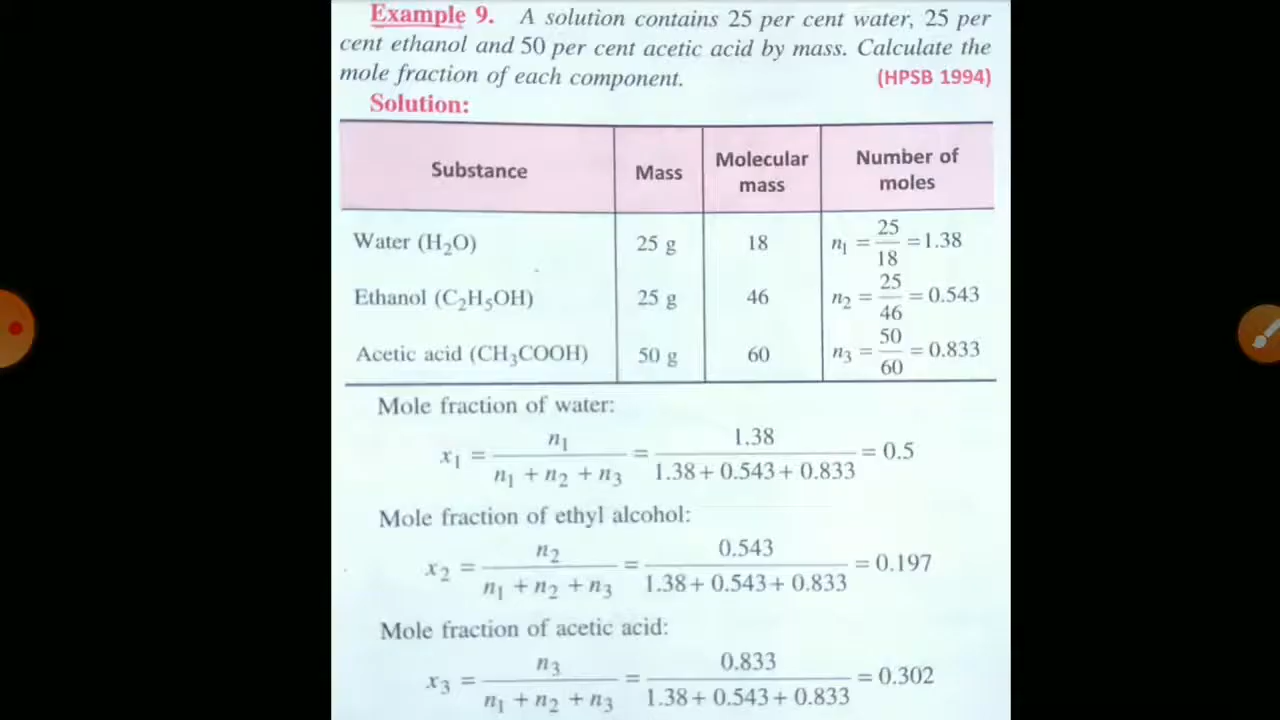 Example 9. A solution contains 25 per cent water, 25 per
cent ethanol and 50 per cent acetic acid by mass. Calculate the
mole fraction of each component. (HPSB 1994)
Solution:
Substance Mass Molecular mass Number of moles
Water (H₂O) 25 g 18 n₁ = 25/18 = 1.38
Ethanol (C₂H₅OH) 25 g 46 n₂ = 25/46 = 0.543
Acetic acid (CH₃COOH) 50 g 60 n₃ = 50/60 = 0.833
Mole fraction of water:
x₁ = n₁/(n₁ + n₂ + n₃) = 1.38/(1.38 + 0.543 + 0.833) = 0.5
Mole fraction of ethyl alcohol:
x₂ = n₂/(n₁ + n₂ + n₃) = 0.543/(1.38 + 0.543 + 0.833) = 0.197
Mole fraction of acetic acid:
x₃ = n₃/(n₁ + n₂ + n₃) = 0.833/(1.38 + 0.543 + 0.833) = 0.302